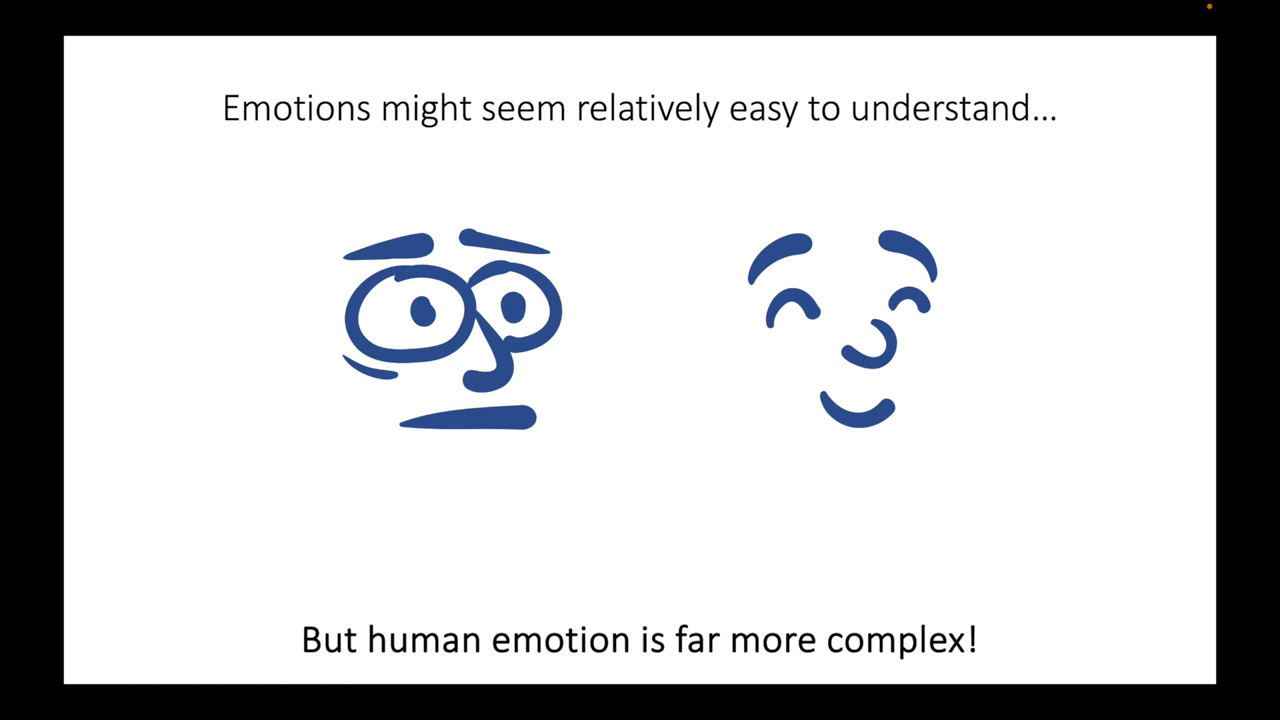 Emotions might seem relatively easy to understand...
But human emotion is far more complex!